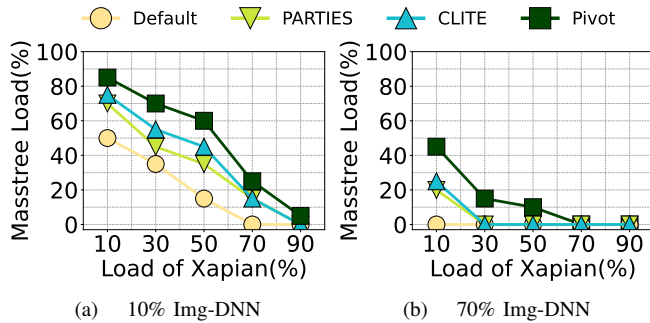 Default PARTIES CLITE Pivot
Masstree Load(%)
100
80
60
40
20
0
10 30 50 70 90
Load of Xapian(%)
(a) 10% Img-DNN
Masstree Load(%)
100
80
60
40
20
0
10 30 50 70 90
Load of Xapian(%)
(b) 70% Img-DNN